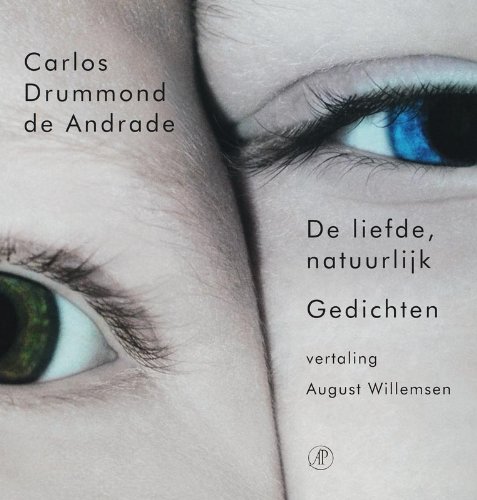 Carlos
Drummond
de Andrade
De liefde,
natuurlijk
Gedichten
vertaling
August Willemsen
AP